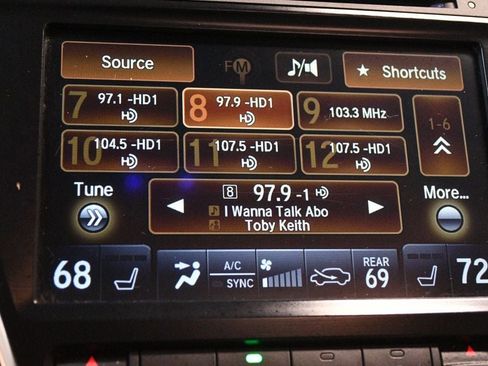 Source
FM
★ Shortcuts
7 97.1 -HD1
8 97.9 -HD1
9 103.3 MHz
1-6
10 104.5 -HD1
11 107.5 -HD1
12 107.5 -HD1
Tune
8 97.9 -1
More...
I Wanna Talk Abo
Toby Keith
68
A/C
SYNC
REAR
69
72